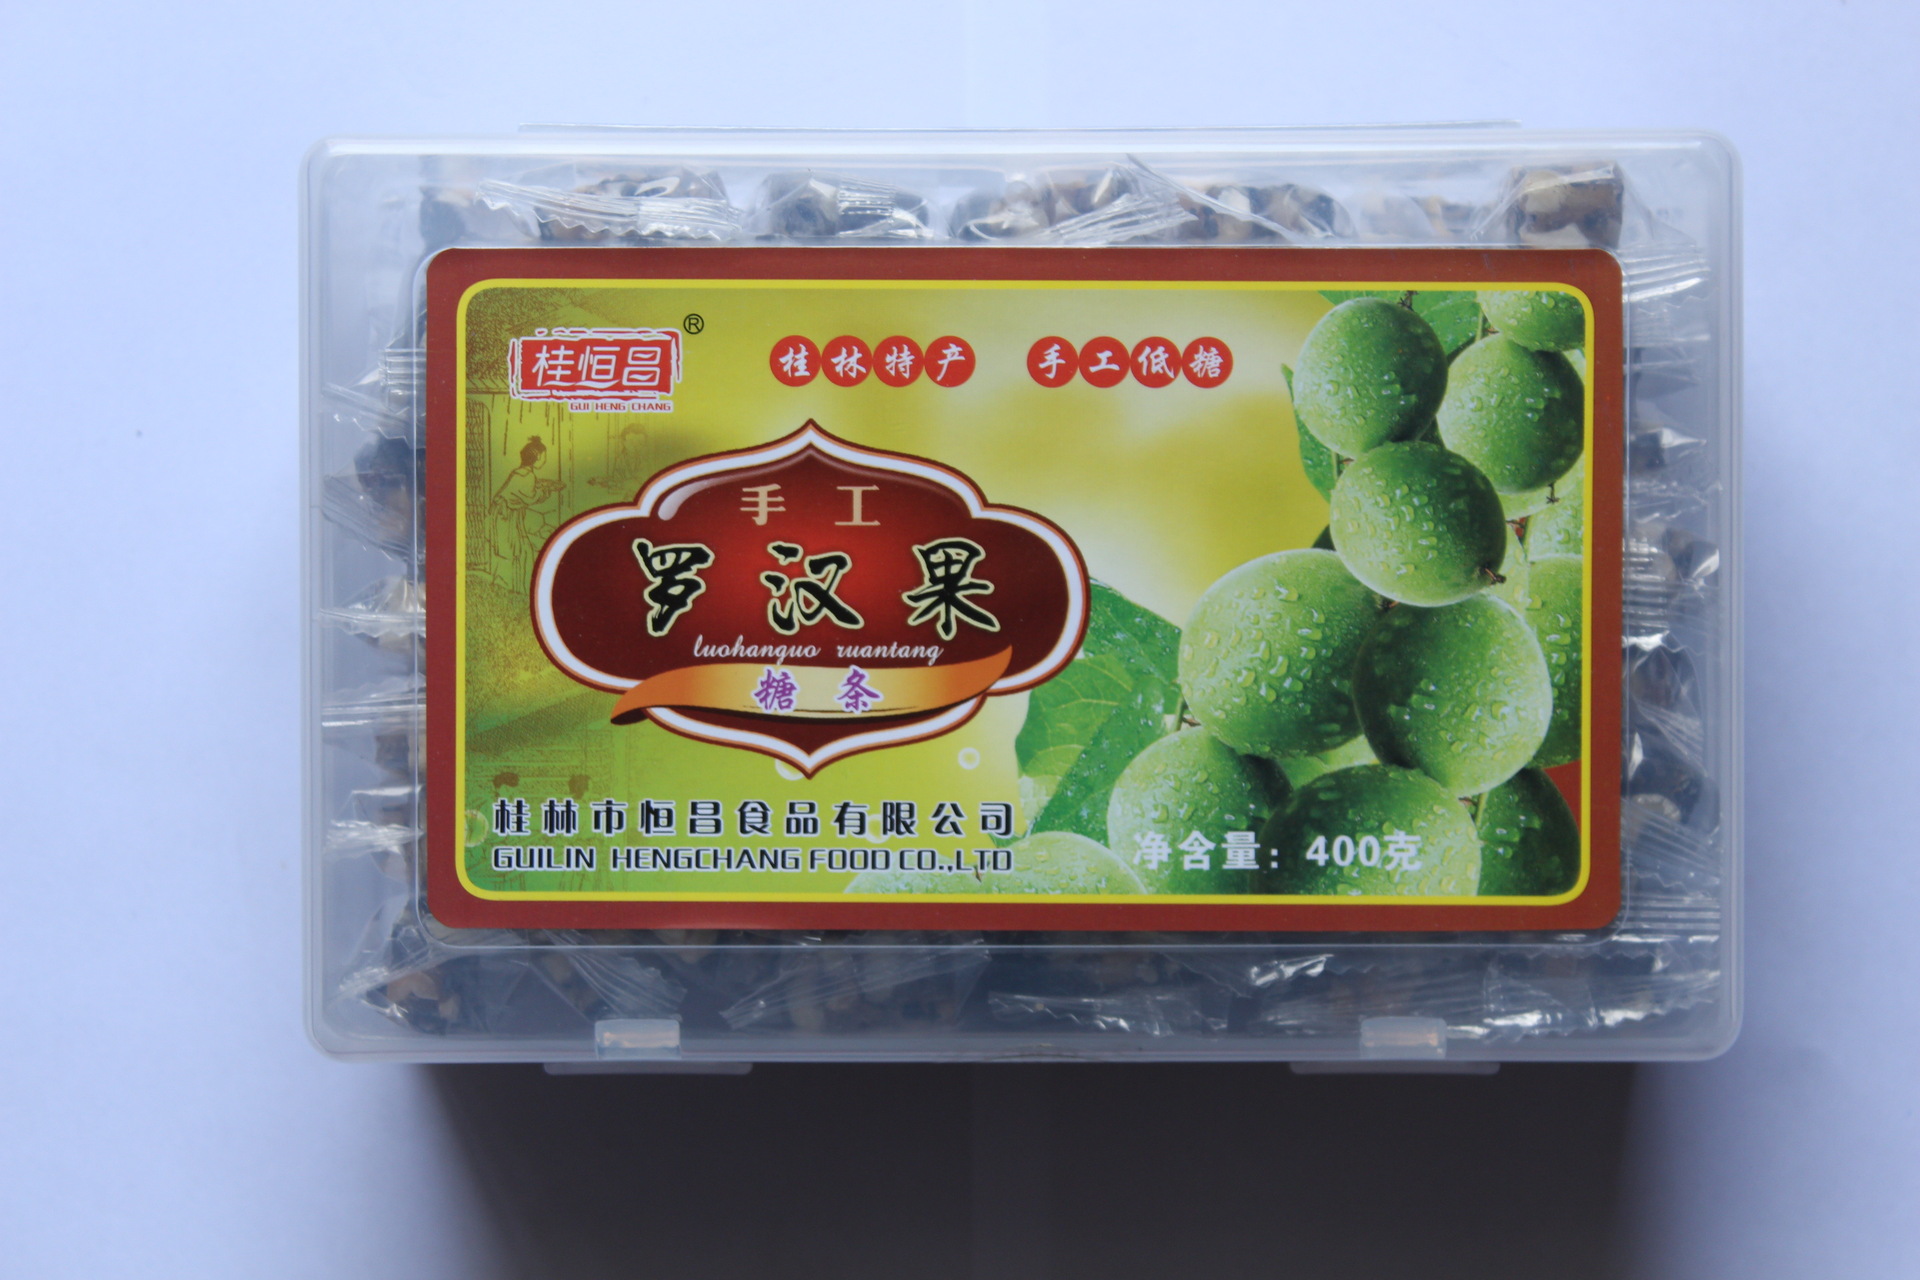 桂恒昌®
GUI HENG CHANG
桂林特产 手工低糖
手工
罗汉果
luohanguo ruantang
糖条
桂林市恒昌食品有限公司
GUILIN HENGCHANG FOOD CO.,LTD
净含量：400克